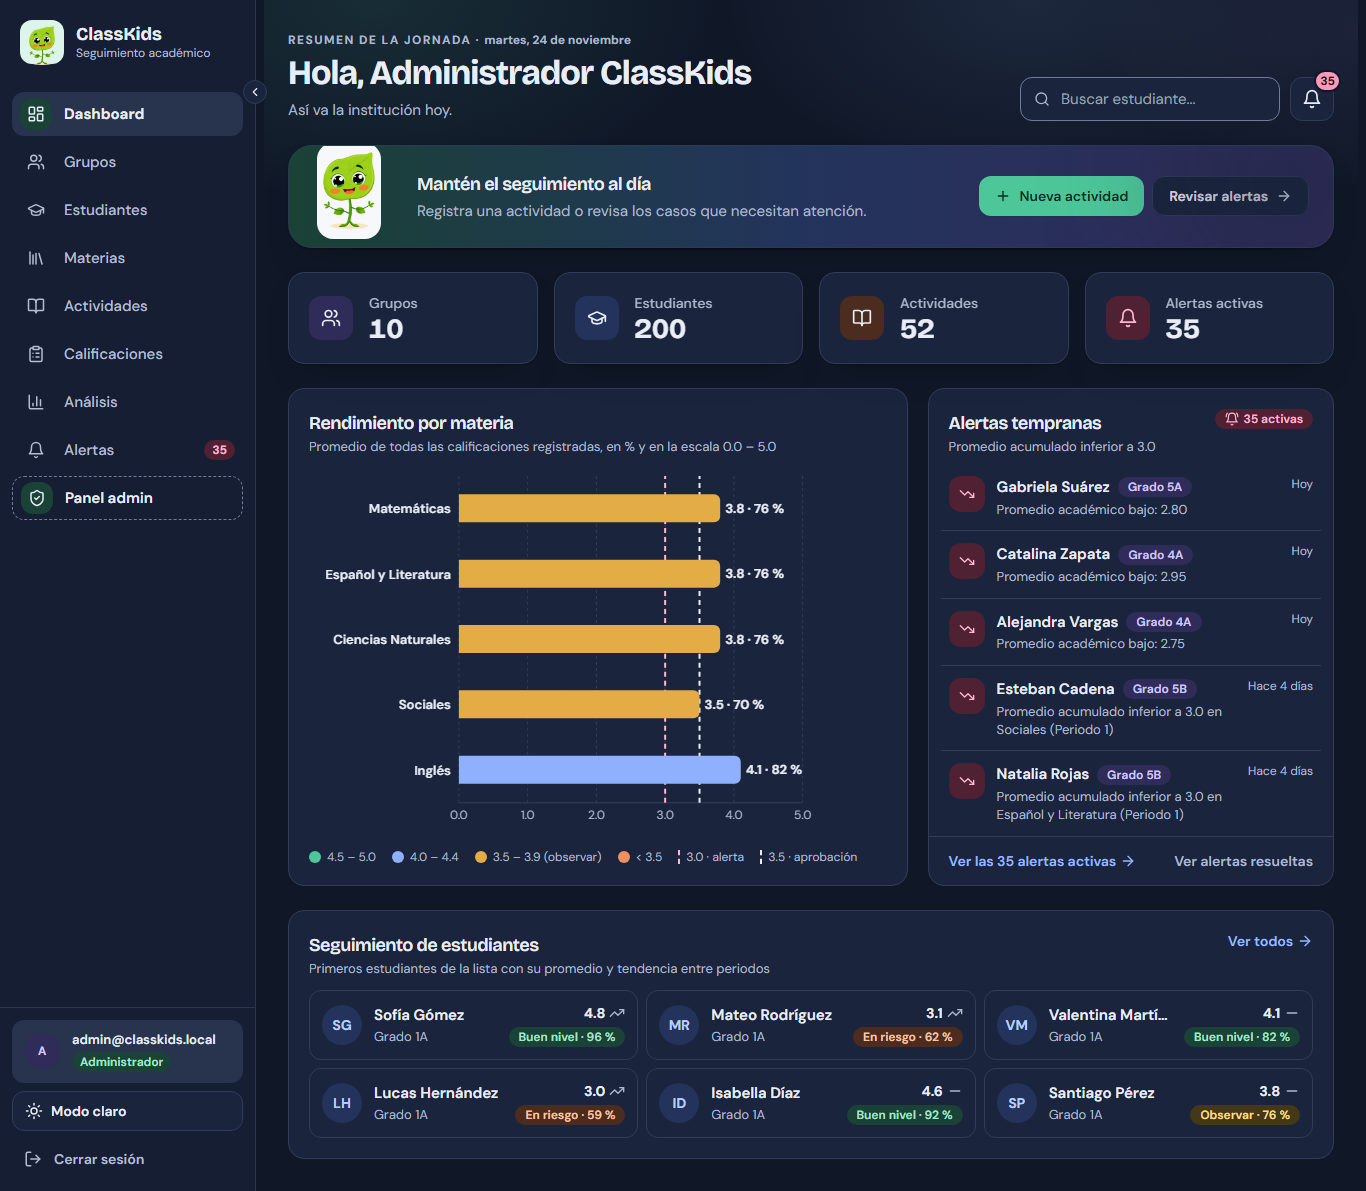 ClassKids
Seguimiento académico
Dashboard
Grupos
Estudiantes
Materias
Actividades
Calificaciones
Análisis
Alertas
35
Panel admin
A
admin@classkids.local
Administrador
Modo claro
Cerrar sesión
RESUMEN DE LA JORNADA · martes, 24 de noviembre
Hola, Administrador ClassKids
Así va la institución hoy.
Buscar estudiante...
35
Mantén el seguimiento al día
Registra una actividad o revisa los casos que necesitan atención.
+ Nueva actividad
Revisar alertas →
Grupos
10
Estudiantes
200
Actividades
52
Alertas activas
35
Rendimiento por materia
Promedio de todas las calificaciones registradas, en % y en la escala 0.0 – 5.0
Matemáticas
3.8 · 76 %
Español y Literatura
3.8 · 76 %
Ciencias Naturales
3.8 · 76 %
Sociales
3.5 · 70 %
Inglés
4.1 · 82 %
0.0 1.0 2.0 3.0 4.0 5.0
4.5 – 5.0 4.0 – 4.4 3.5 – 3.9 (observar) < 3.5 3.0 · alerta 3.5 · aprobación
Alertas tempranas
35 activas
Promedio acumulado inferior a 3.0
Gabriela Suárez Grado 5A Hoy
Promedio académico bajo: 2.80
Catalina Zapata Grado 4A Hoy
Promedio académico bajo: 2.95
Alejandra Vargas Grado 4A Hoy
Promedio académico bajo: 2.75
Esteban Cadena Grado 5B Hace 4 días
Promedio acumulado inferior a 3.0 en
Sociales (Periodo 1)
Natalia Rojas Grado 5B Hace 4 días
Promedio acumulado inferior a 3.0 en
Español y Literatura (Periodo 1)
Ver las 35 alertas activas →
Ver alertas resueltas
Seguimiento de estudiantes
Ver todos →
Primeros estudiantes de la lista con su promedio y tendencia entre periodos
SG
Sofía Gómez 4.8
Grado 1A Buen nivel · 96 %
MR
Mateo Rodríguez 3.1
Grado 1A En riesgo · 62 %
VM
Valentina Martí... 4.1
Grado 1A Buen nivel · 82 %
LH
Lucas Hernández 3.0
Grado 1A En riesgo · 59 %
ID
Isabella Díaz 4.6
Grado 1A Buen nivel · 92 %
SP
Santiago Pérez 3.8
Grado 1A Observar · 76 %